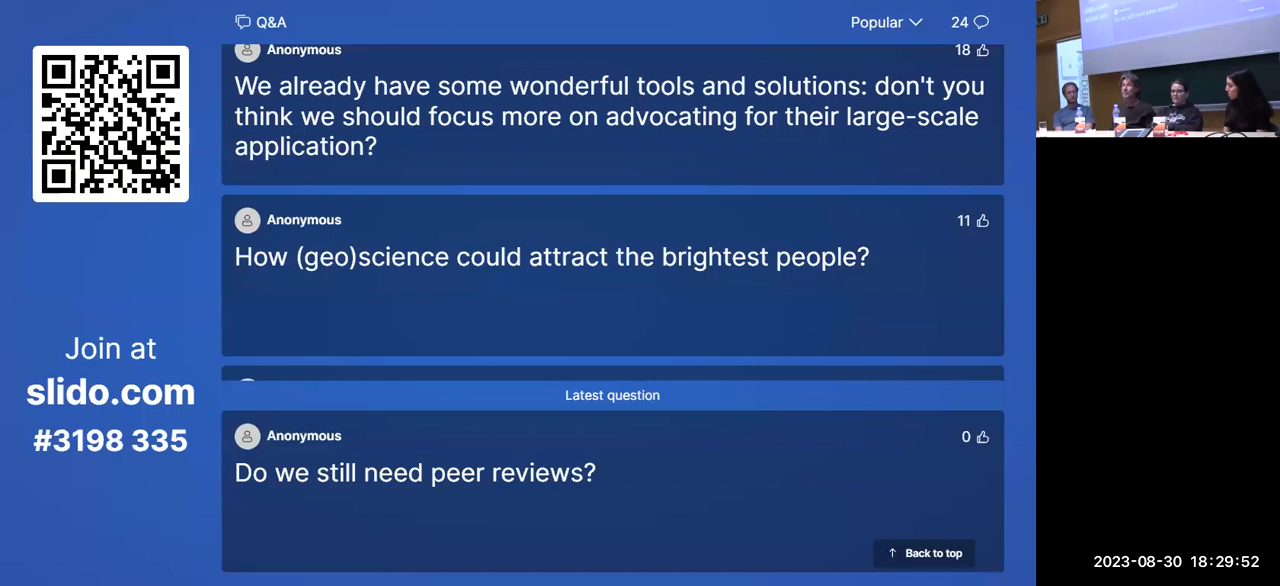 Q&A
Popular
24
Anonymous
18
We already have some wonderful tools and solutions: don't you
think we should focus more on advocating for their large-scale
application?
Anonymous
11
How (geo)science could attract the brightest people?
Join at
slido.com
#3198 335
Latest question
Anonymous
0
Do we still need peer reviews?
Back to top
2023-08-30 18:29:52